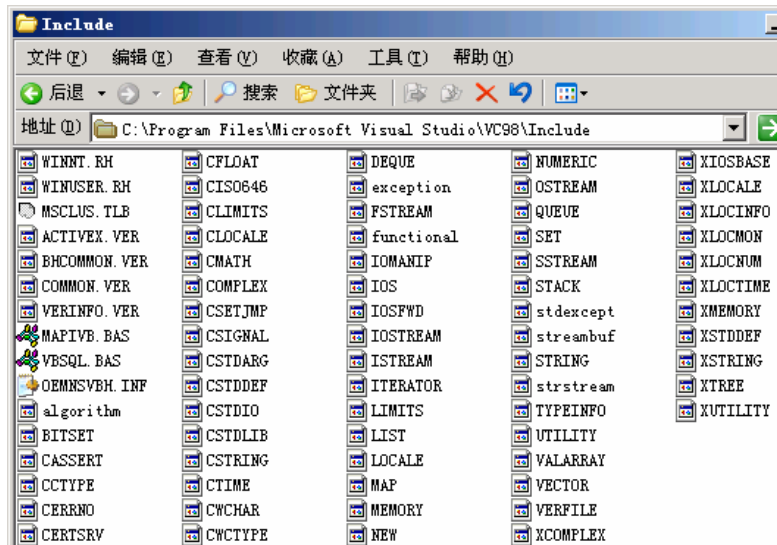 Include
文件(F) 编辑(E) 查看(V) 收藏(A) 工具(T) 帮助(H)
后退 搜索 文件夹
地址(D) C:\Program Files\Microsoft Visual Studio\VC98\Include
WINNT.RH CFLOAT DEQUE NUMERIC XIOSBASE
WINUSER.RH CISO646 exception OSTREAM XLOCALE
MSCLUS.TLB CLIMITS FSTREAM QUEUE XLOCINFO
ACTIVEX.VER CLOCALE functional SET XLOCMON
BHCOMMON.VER CMATH IOMANIP SSTREAM XLOCNUM
COMMON.VER COMPLEX IOS STACK XLOCTIME
VERINFO.VER CSETJMP IOSFWD stdexcept XMEMORY
MAPIVB.BAS CSIGNAL IOSTREAM streambuf XSTDDEF
VBSQL.BAS CSTDARG ISTREAM STRING XSTRING
OEMNSVBH.INF CSTDDEF ITERATOR strstream XTREE
algorithm CSTDIO LIMITS TYPEINFO XUTILITY
BITSET CSTDLIB LIST UTILITY
CASSERT CSTRING LOCALE VALARRAY
CCTYPE CTIME MAP VECTOR
CERRNO CWCHAR MEMORY VERFILE
CERTSRV CWCTYPE NEW XCOMPLEX